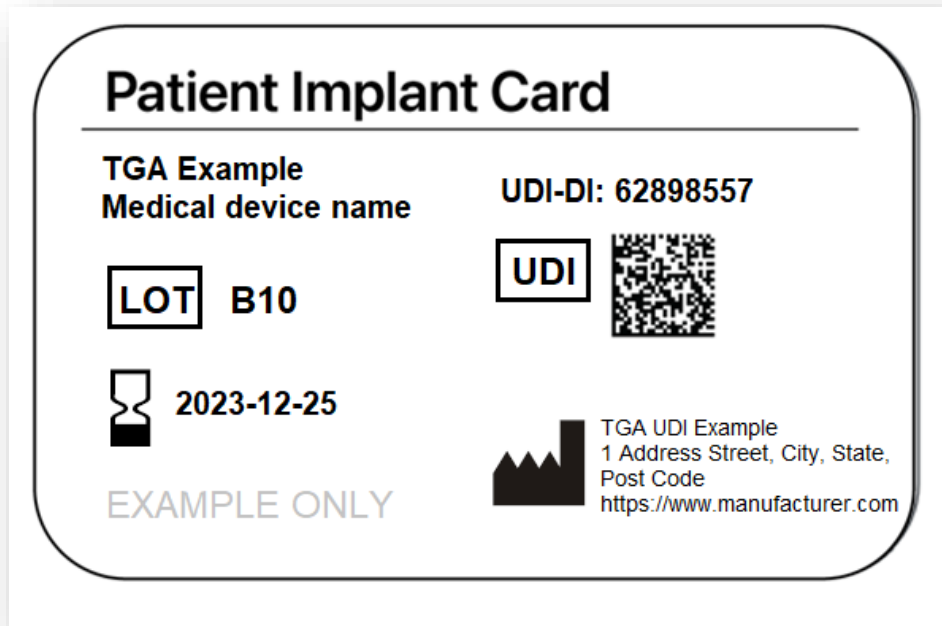 Patient Implant Card
TGA Example
Medical device name
UDI-DI: 62898557
LOT B10
UDI
2023-12-25
EXAMPLE ONLY
TGA UDI Example
1 Address Street, City, State,
Post Code
https://www.manufacturer.com